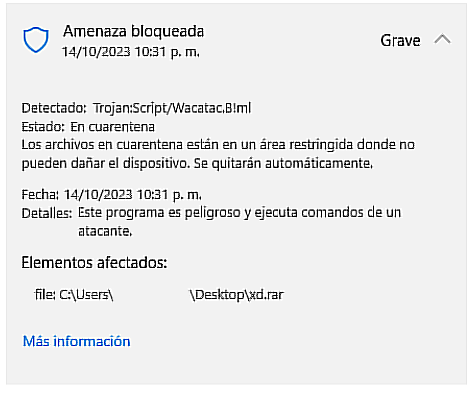 Amenaza bloqueada
14/10/2023 10:31 p. m.
Grave
Detectado: Trojan:Script/Wacatac.B!ml
Estado: En cuarentena
Los archivos en cuarentena están en un área restringida donde no
pueden dañar el dispositivo. Se quitarán automáticamente.
Fecha: 14/10/2023 10:31 p. m.
Detalles: Este programa es peligroso y ejecuta comandos de un
atacante.
Elementos afectados:
file: C:\Users\ \Desktop\xd.rar
Más información